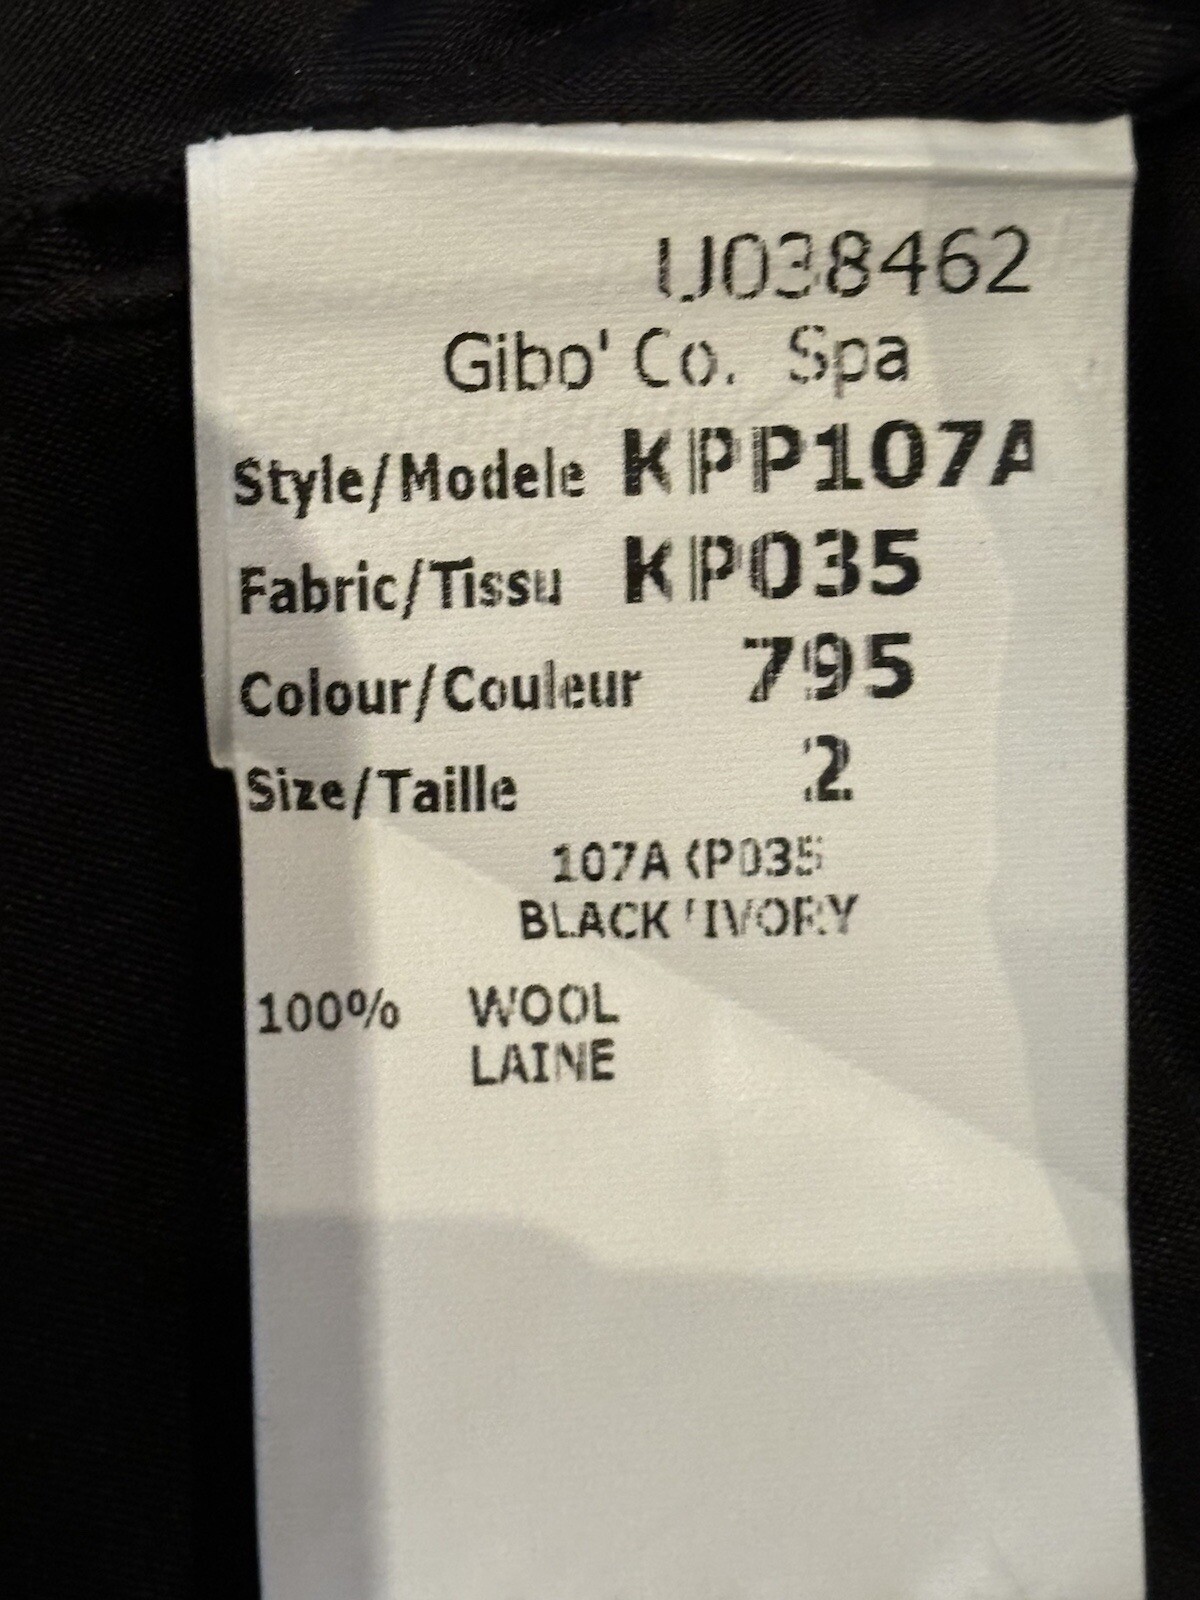 U038462
Gibo' Co. Spa
Style/Modele KPP107A
Fabric/Tissu KP035
Colour/Couleur 795
Size/Taille 2
107A KP035
BLACK/IVORY
100% WOOL
LAINE